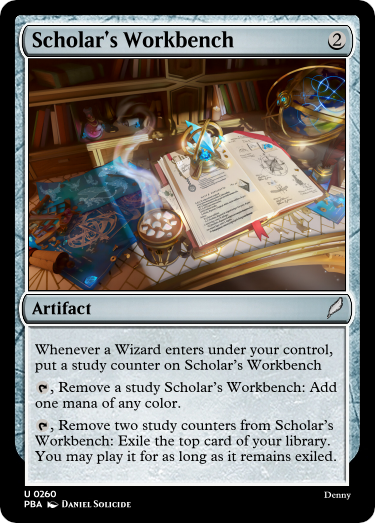 Scholar's Workbench 2
Artifact
Whenever a Wizard enters under your control,
put a study counter on Scholar's Workbench
, Remove a study Scholar's Workbench: Add
one mana of any color.
, Remove two study counters from Scholar's
Workbench: Exile the top card of your library.
You may play it for as long as it remains exiled.
U 0260 Denny
PBA Daniel Solicide